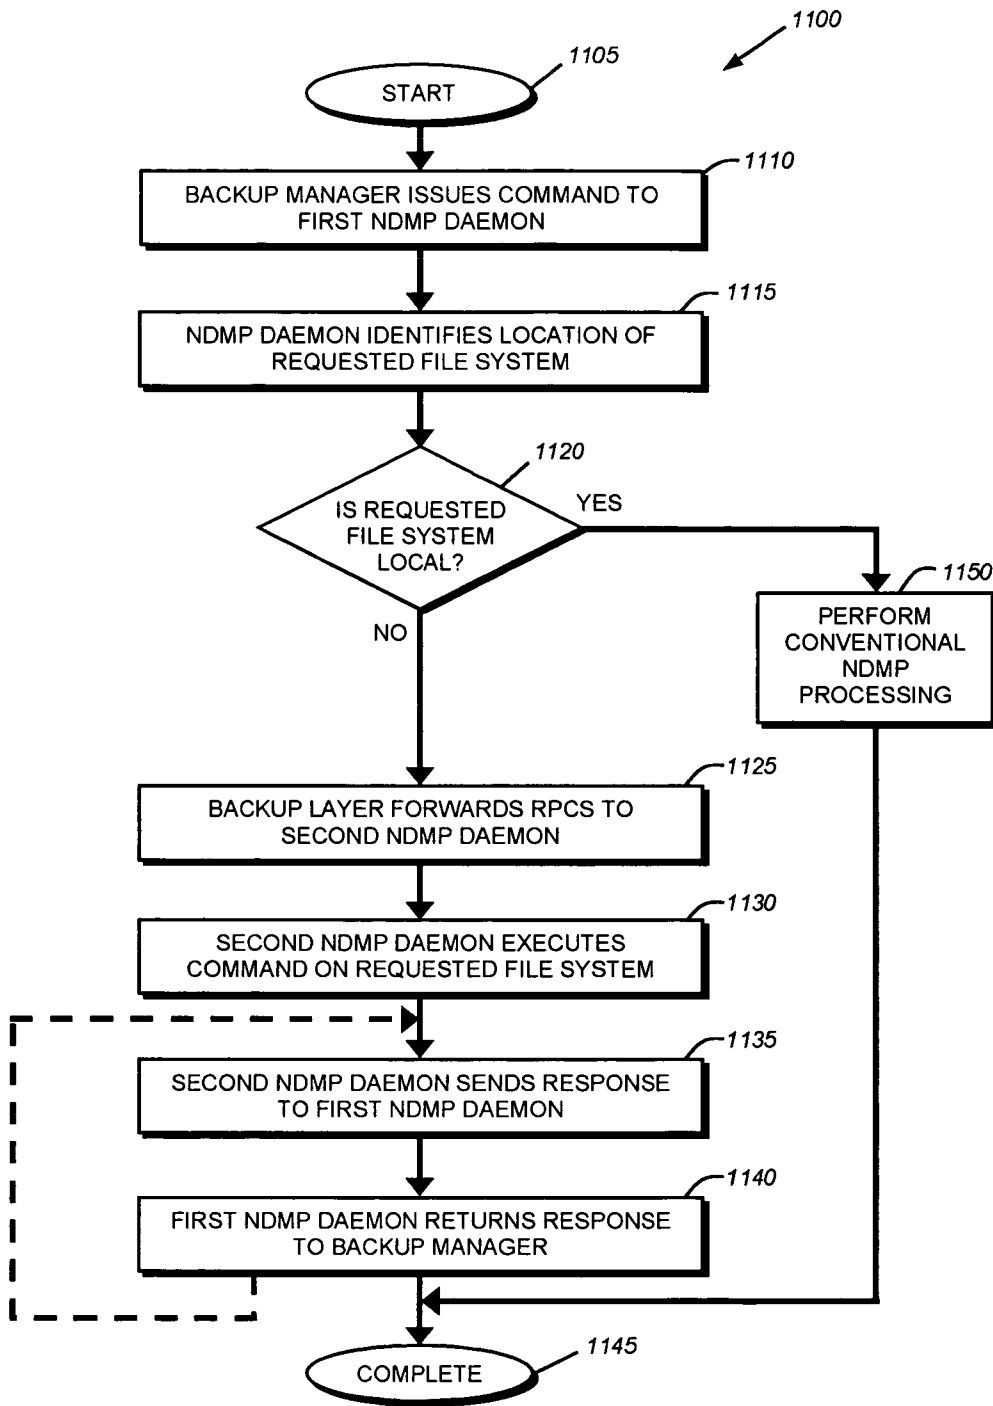 1100
START
1105
BACKUP MANAGER ISSUES COMMAND TO
FIRST NDMP DAEMON
1110
NDMP DAEMON IDENTIFIES LOCATION OF
REQUESTED FILE SYSTEM
1115
IS REQUESTED
FILE SYSTEM
LOCAL?
1120
YES
NO
PERFORM
CONVENTIONAL
NDMP
PROCESSING
1150
BACKUP LAYER FORWARDS RPCS TO
SECOND NDMP DAEMON
1125
SECOND NDMP DAEMON EXECUTES
COMMAND ON REQUESTED FILE SYSTEM
1130
SECOND NDMP DAEMON SENDS RESPONSE
TO FIRST NDMP DAEMON
1135
FIRST NDMP DAEMON RETURNS RESPONSE
TO BACKUP MANAGER
1140
COMPLETE
1145